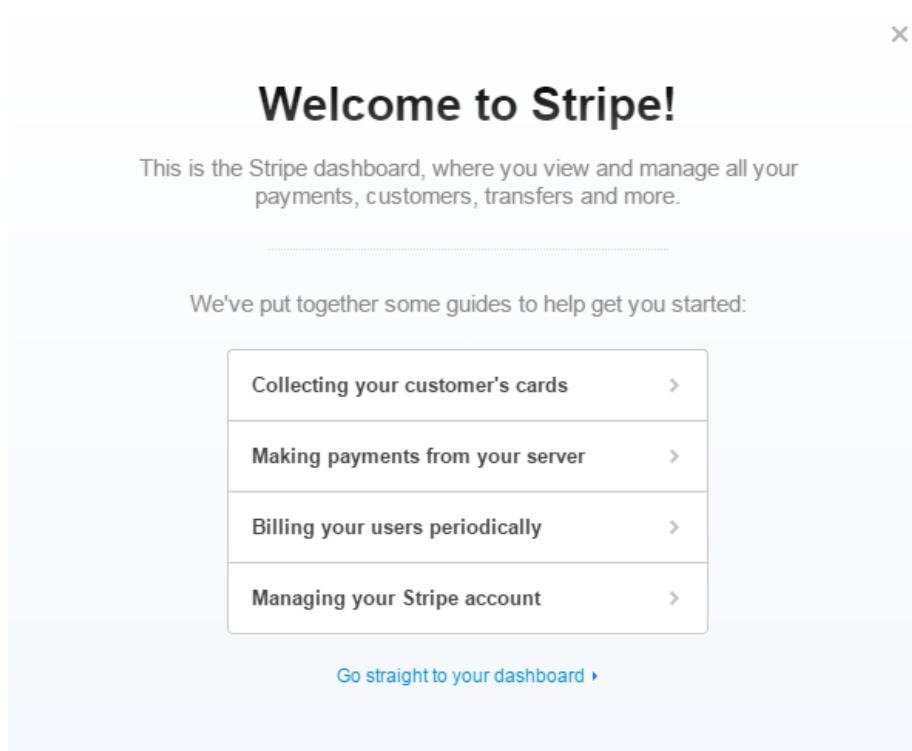 Welcome to Stripe!
This is the Stripe dashboard, where you view and manage all your
payments, customers, transfers and more.
We've put together some guides to help get you started:
Collecting your customer's cards
Making payments from your server
Billing your users periodically
Managing your Stripe account
Go straight to your dashboard